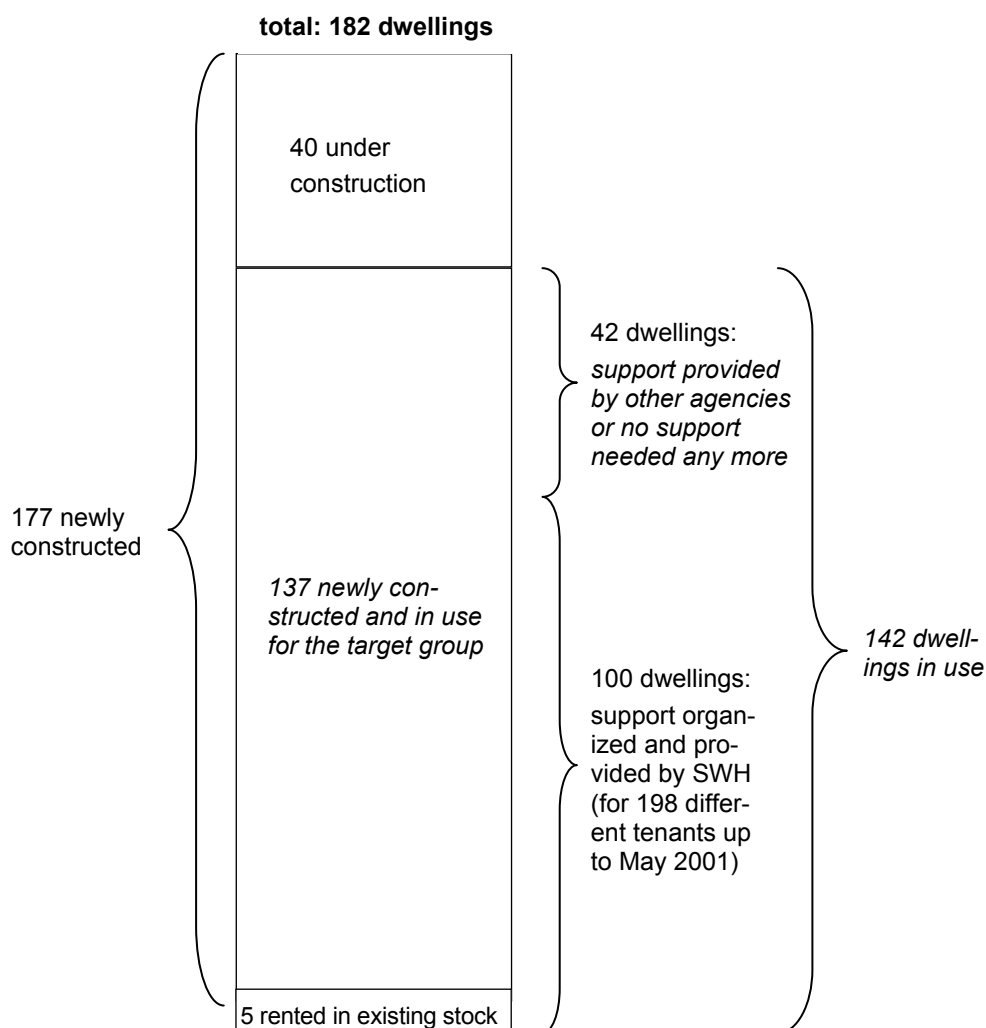 total: 182 dwellings
40 under
construction
42 dwellings:
support provided
by other agencies
or no support
needed any more
177 newly
constructed
137 newly con-
structed and in use
for the target group
142 dwell-
ings in use
100 dwellings:
support organ-
ized and pro-
vided by SWH
(for 198 differ-
ent tenants up
to May 2001)
5 rented in existing stock